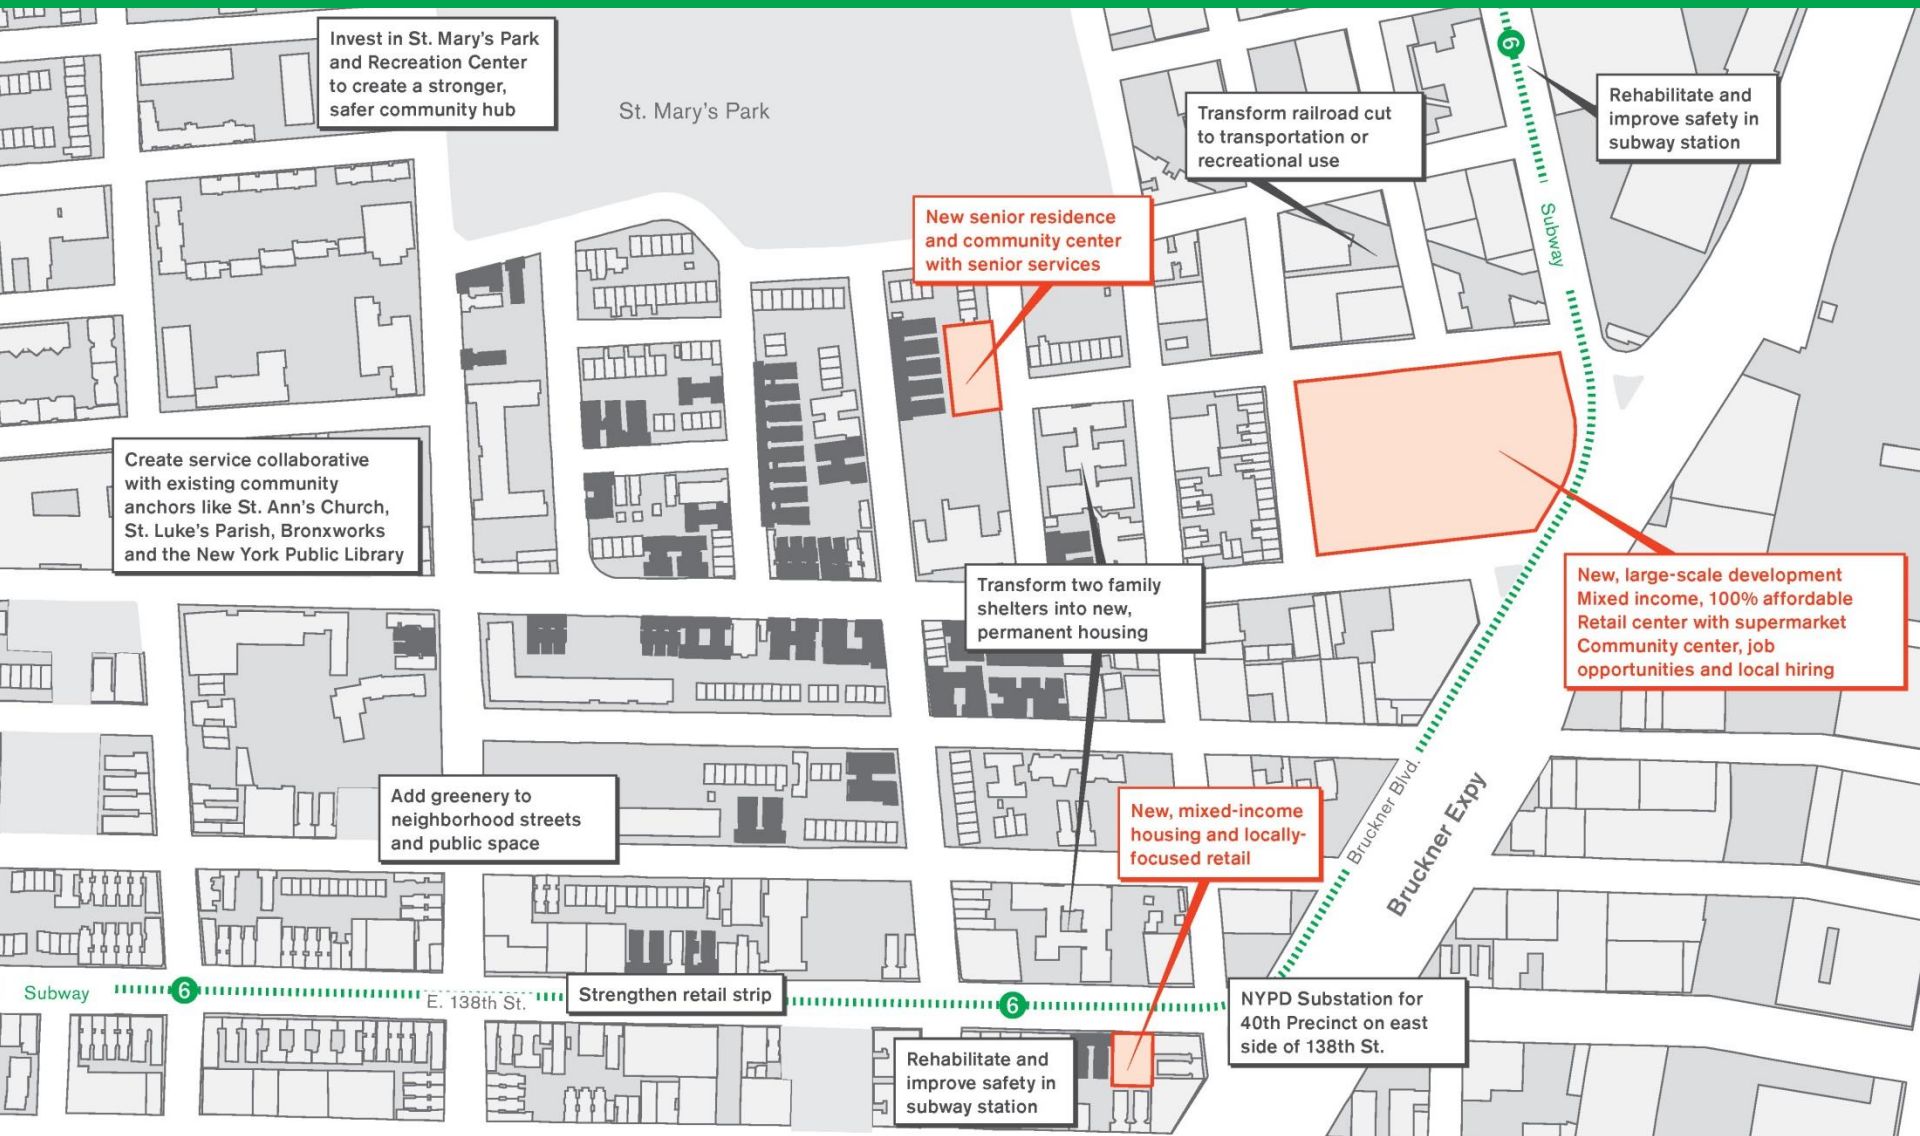 Invest in St. Mary's Park
and Recreation Center
to create a stronger,
safer community hub
St. Mary's Park
6
Transform railroad cut
to transportation or
recreational use
Rehabilitate and
improve safety in
subway station
Subway
New senior residence
and community center
with senior services
Create service collaborative
with existing community
anchors like St. Ann's Church,
St. Luke's Parish, Bronxworks
and the New York Public Library
Transform two family
shelters into new,
permanent housing
New, large-scale development
Mixed income, 100% affordable
Retail center with supermarket
Community center, job
opportunities and local hiring
Add greenery to
neighborhood streets
and public space
New, mixed-income
housing and locally-
focused retail
Bruckner Blvd.
Bruckner Expy
Subway
6
E. 138th St.
Strengthen retail strip
6
NYPD Substation for
40th Precinct on east
side of 138th St.
Rehabilitate and
improve safety in
subway station